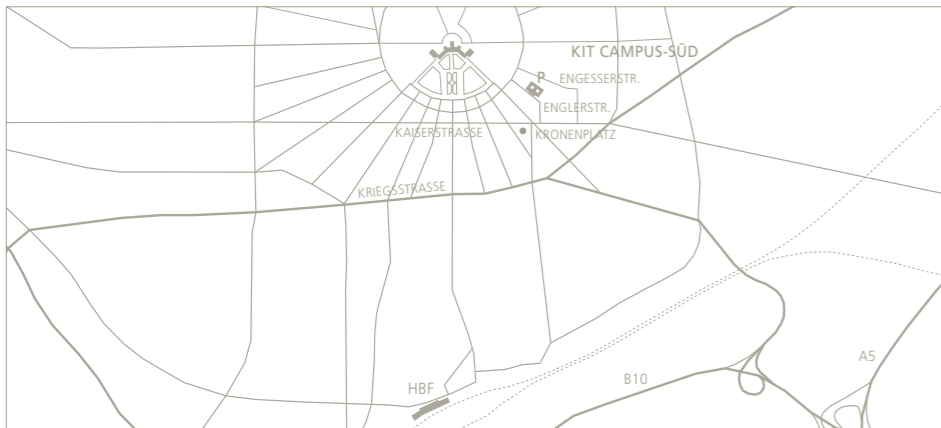 KIT CAMPUS-SÜD
P
ENGESSERSTR.
ENGLERSTR.
KAISERSTRASSE
KRONENPLATZ
KRIEGSSTRASSE
A5
B10
HBF